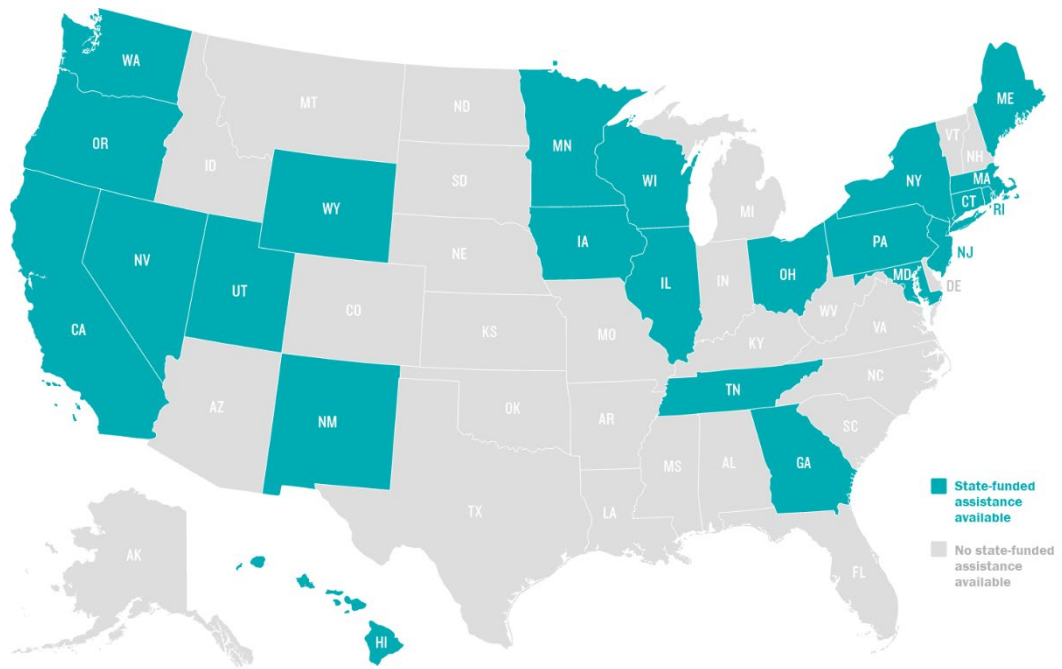 WA
MT
ND
MN
ME
VT
NH
OR
ID
SD
WI
NY
MA
CT
RI
WY
MI
IA
PA
NE
NV
UT
IL
IN
OH
NJ
MD
DE
CO
CA
KS
MO
WV
VA
KY
NC
TN
AZ
NM
OK
AR
SC
MS
AL
GA
TX
LA
State-funded
assistance
available
No state-funded
assistance
available
AK
FL
HI